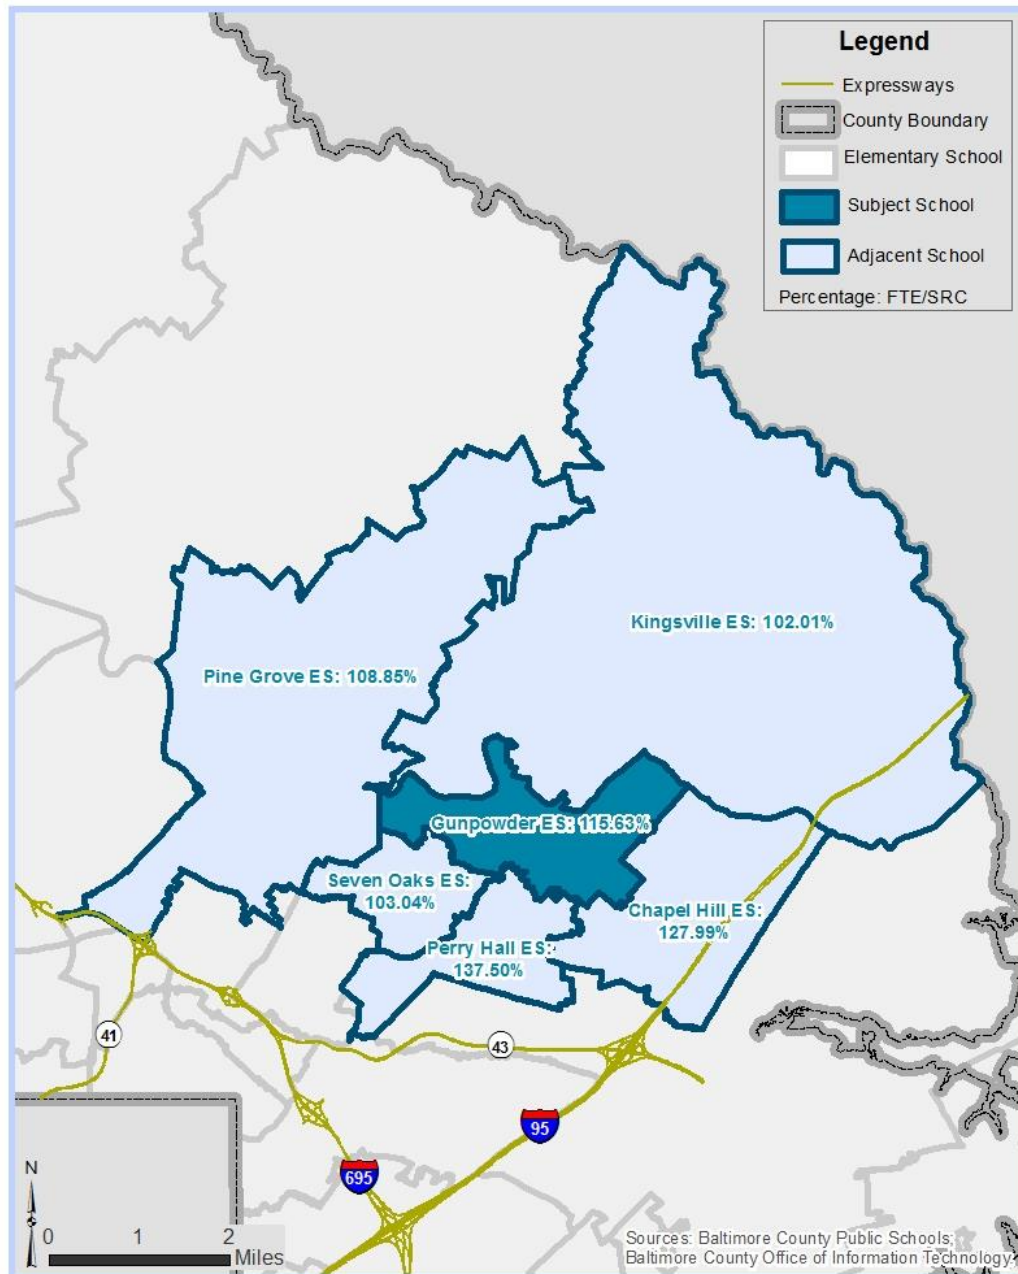 Legend
Expressways
County Boundary
Elementary School
Subject School
Adjacent School
Percentage: FTE/SRC
Kingsville ES: 102.01%
Pine Grove ES: 108.85%
Gunpowder ES: 115.63%
Seven Oaks ES:
103.04%
Chapel Hill ES:
127.99%
Perry Hall ES:
137.50%
41
43
95
695
N
0 1 2
Miles
Sources: Baltimore County Public Schools;
Baltimore County Office of Information Technology;